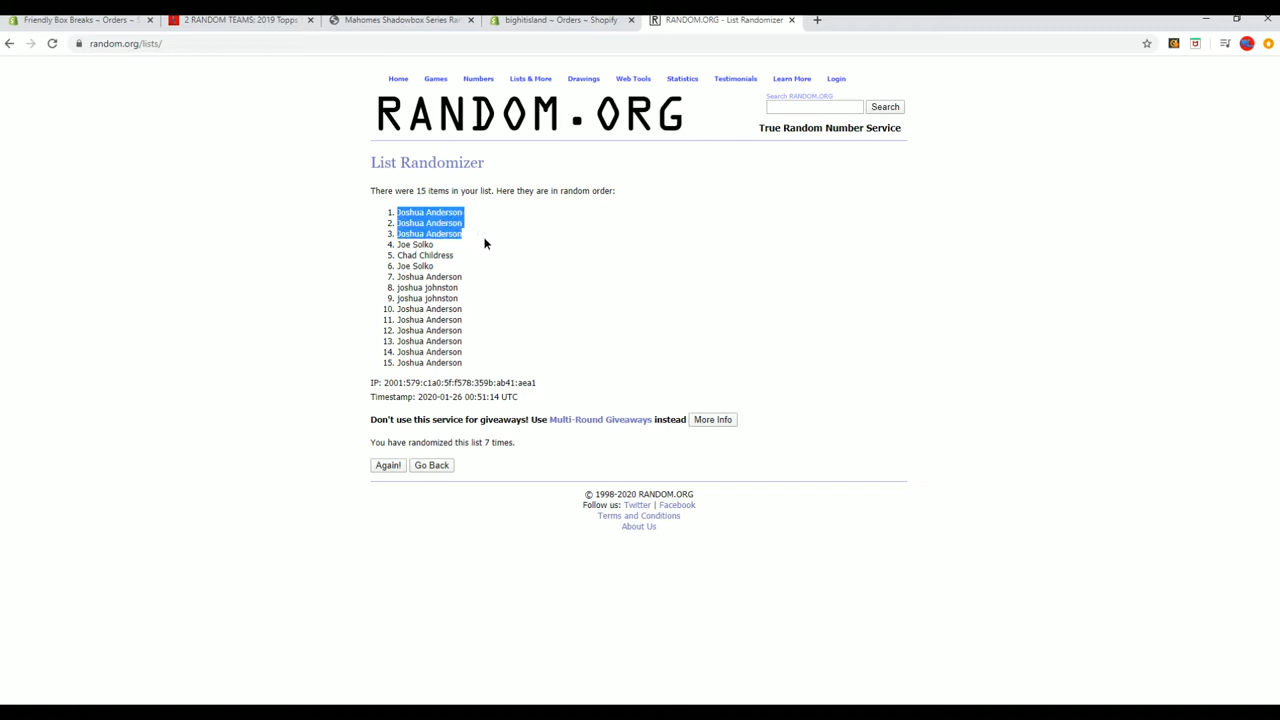 Friendly Box Breaks ~ Orders ~
2 RANDOM TEAMS: 2019 Topps
Mahomes Shadowbox Series Ra
bighitisland ~ Orders ~ Shopify
RANDOM.ORG - List Randomizer
random.org/lists/
Home Games Numbers Lists & More Drawings Web Tools Statistics Testimonials Learn More Login
RANDOM.ORG
Search RANDOM.ORG
Search
True Random Number Service
List Randomizer
There were 15 items in your list. Here they are in random order:
1. Joshua Anderson
2. Joshua Anderson
3. Joshua Anderson
4. Joe Solko
5. Chad Childress
6. Joe Solko
7. Joshua Anderson
8. joshua johnston
9. joshua johnston
10. Joshua Anderson
11. Joshua Anderson
12. Joshua Anderson
13. Joshua Anderson
14. Joshua Anderson
15. Joshua Anderson
IP: 2001:579:c1a0:5f:f578:359b:ab41:aea1
Timestamp: 2020-01-26 00:51:14 UTC
Don't use this service for giveaways! Use Multi-Round Giveaways instead More Info
You have randomized this list 7 times.
Again! Go Back
© 1998-2020 RANDOM.ORG
Follow us: Twitter | Facebook
Terms and Conditions
About Us